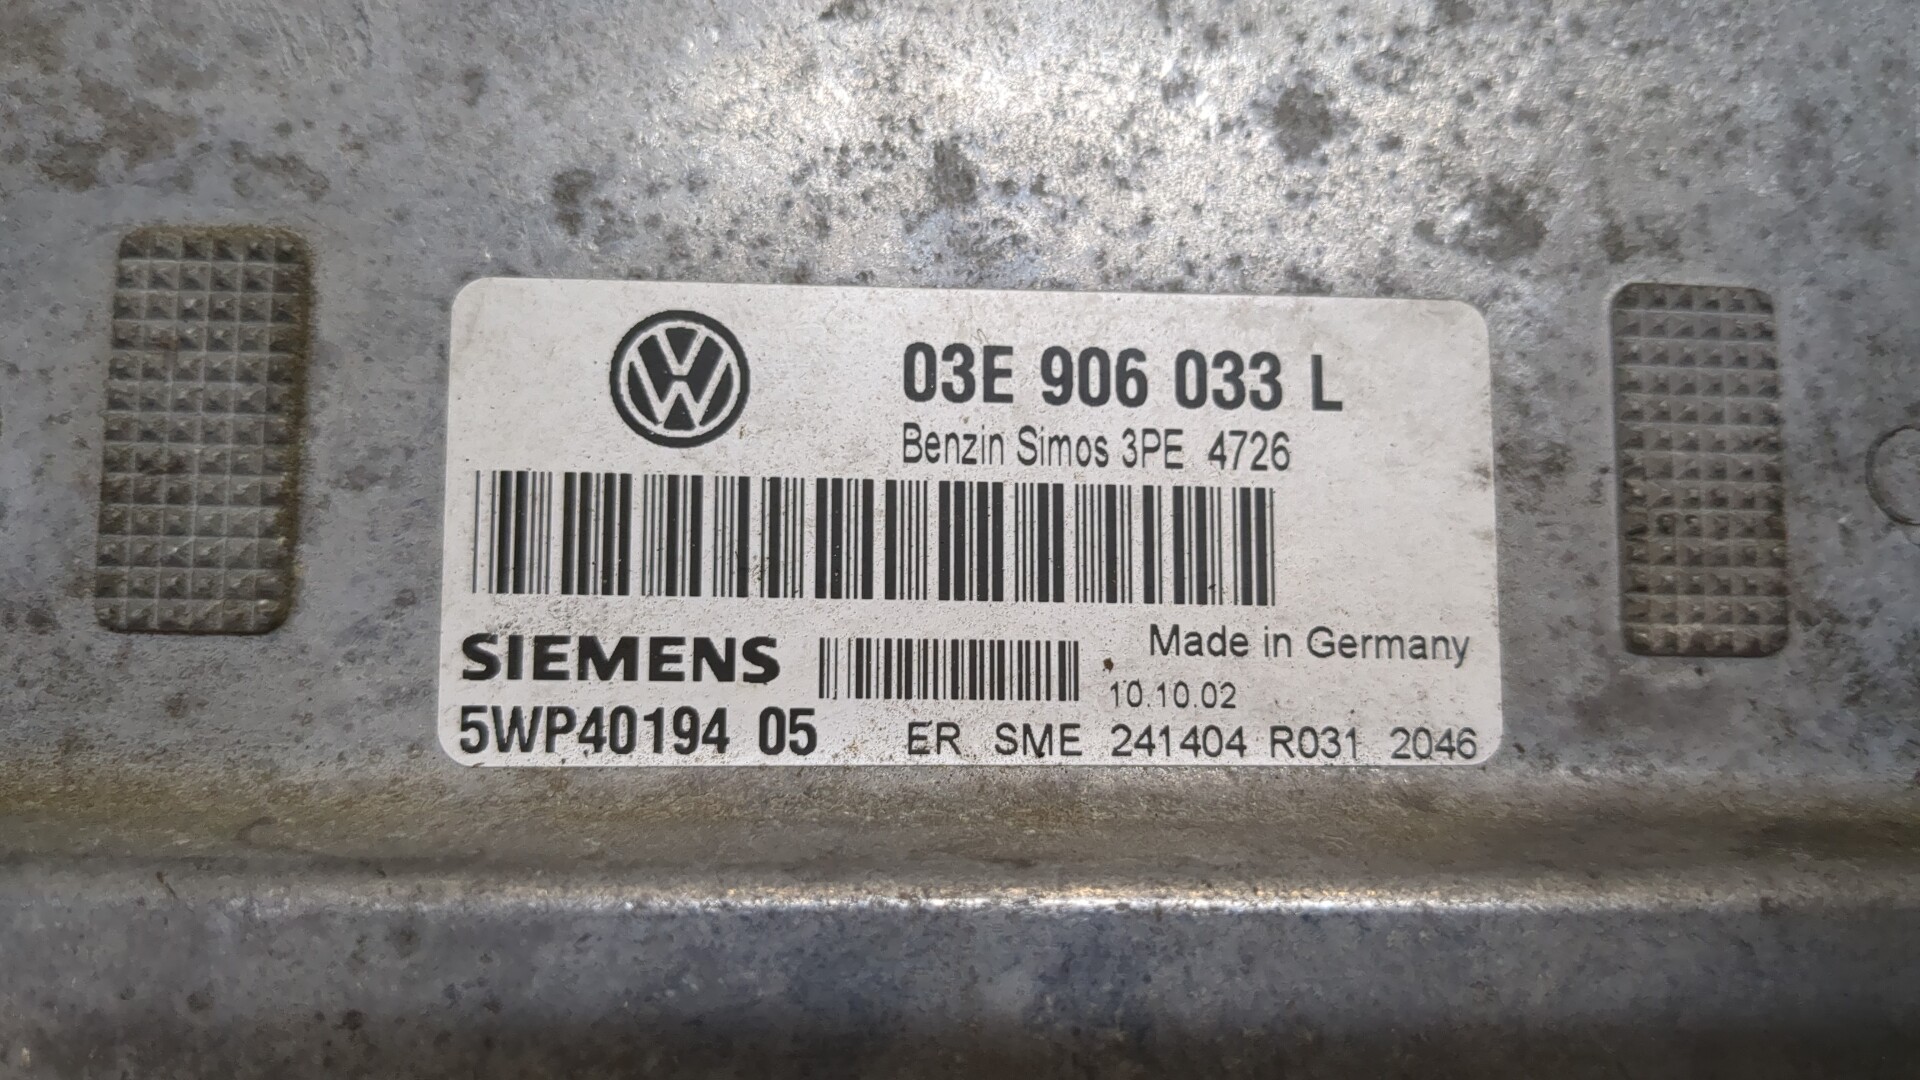 03E 906 033 L
Benzin Simos 3PE 4726
SIEMENS
Made in Germany
10.10.02
5WP40194 05
ER SME 241404 R031 2046